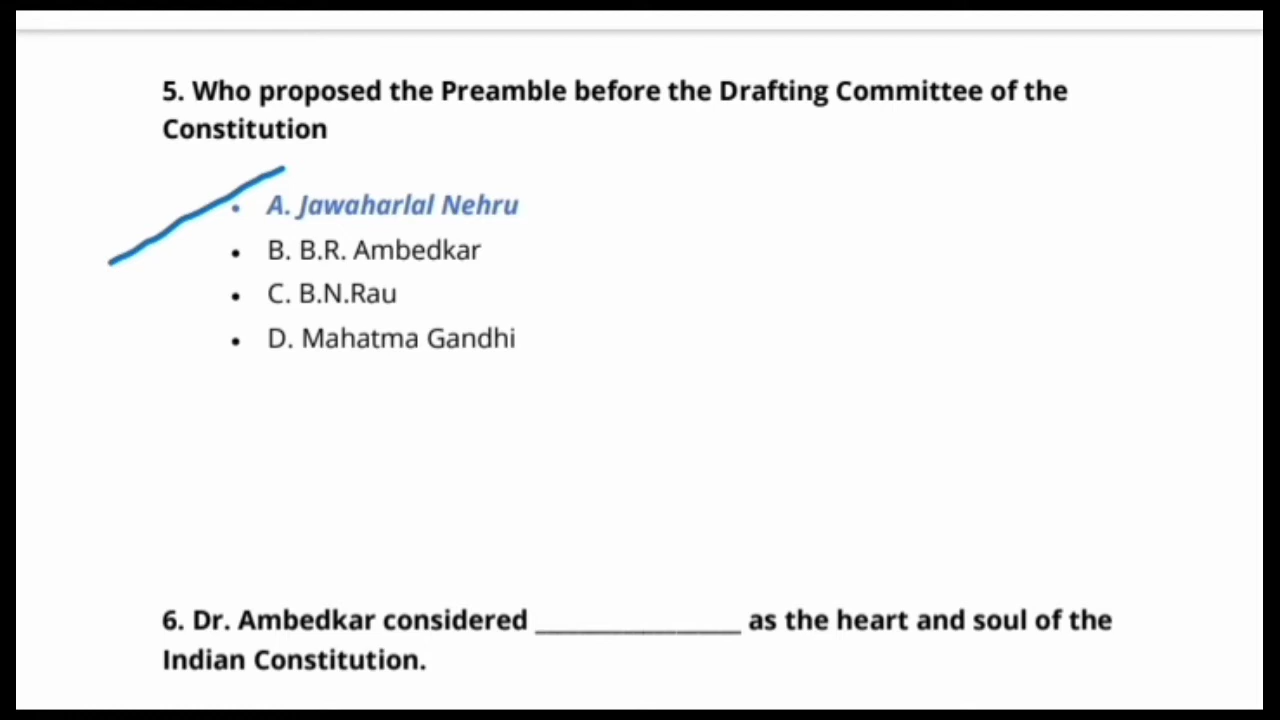 5. Who proposed the Preamble before the Drafting Committee of the
Constitution
• A. Jawaharlal Nehru
• B. B.R. Ambedkar
• C. B.N.Rau
• D. Mahatma Gandhi
6. Dr. Ambedkar considered _______________ as the heart and soul of the
Indian Constitution.